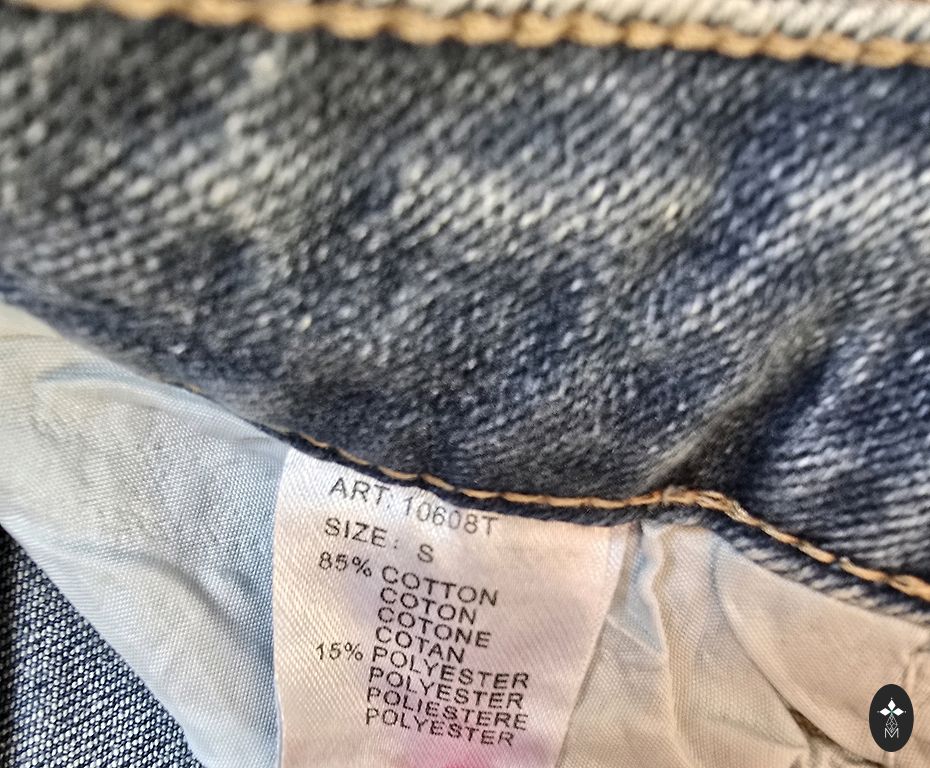 ART. 10608T
SIZE: S
85% COTTON
COTON
COTONE
COTAN
15% POLYESTER
POLYESTER
POLIESTERE
POLYESTER
M